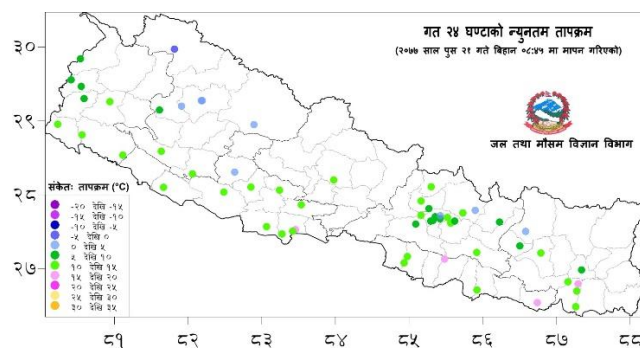 गत २४ घण्टाको न्युनतम तापक्रम
(२०७७ साल पुस २१ गते बिहान ०८:४५ मा मापन गरिएको)
जल तथा मौसम विज्ञान विभाग
३०
२९
२८
२७
संकेतः तापक्रम (°C)
-२० देखि -१५
-१५ देखि -१०
-१० देखि -५
-५ देखि ०
० देखि ५
५ देखि १०
१० देखि १५
१५ देखि २०
२० देखि २५
२५ देखि ३०
३० देखि ३५
८१ ८२ ८३ ८४ ८५ ८६ ८७ ८८